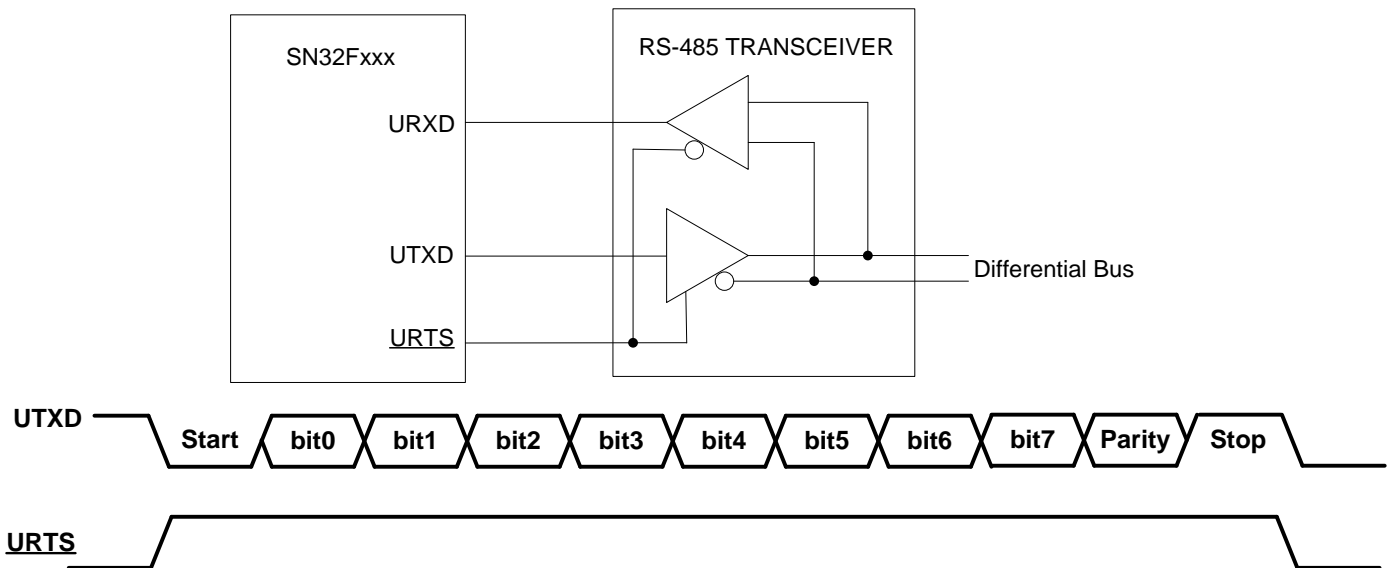 SN32Fxxx
RS-485 TRANSCEIVER
URXD
UTXD
URTS
Differential Bus
UTXD Start bit0 bit1 bit2 bit3 bit4 bit5 bit6 bit7 Parity Stop
URTS